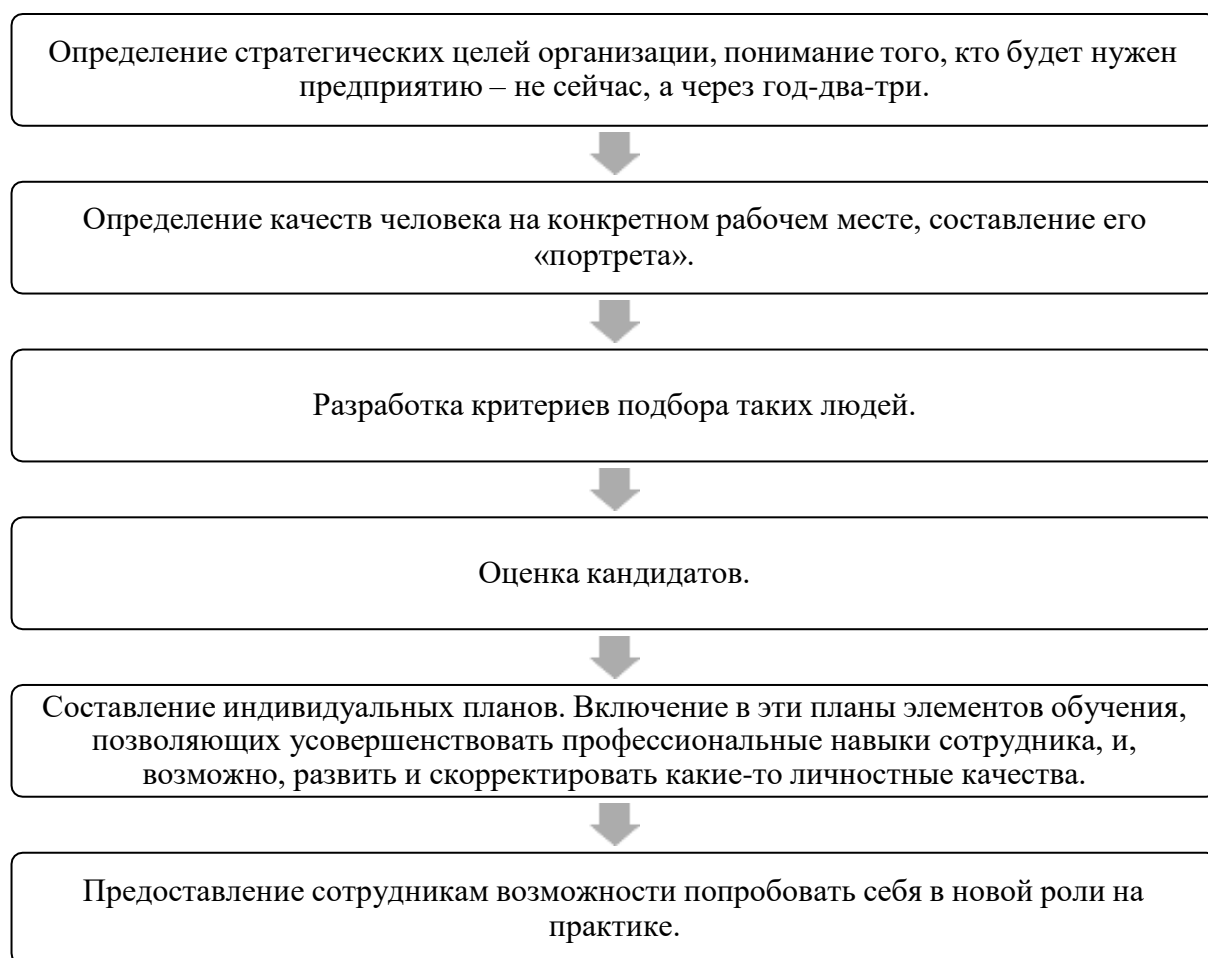 Определение стратегических целей организации, понимание того, кто будет нужен
предприятию – не сейчас, а через год-два-три.
Определение качеств человека на конкретном рабочем месте, составление его
«портрета».
Разработка критериев подбора таких людей.
Оценка кандидатов.
Составление индивидуальных планов. Включение в эти планы элементов обучения,
позволяющих усовершенствовать профессиональные навыки сотрудника, и,
возможно, развить и скорректировать какие-то личностные качества.
Предоставление сотрудникам возможности попробовать себя в новой роли на
практике.